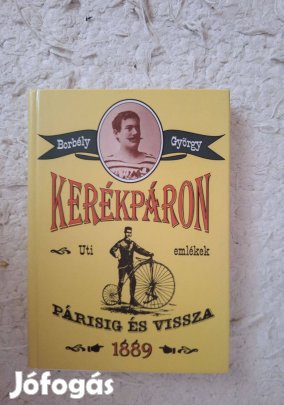 Borbély György
KERÉKPÁRON
Uti emlékek
PÁRISIG ÉS VISSZA
1889
Jófogás